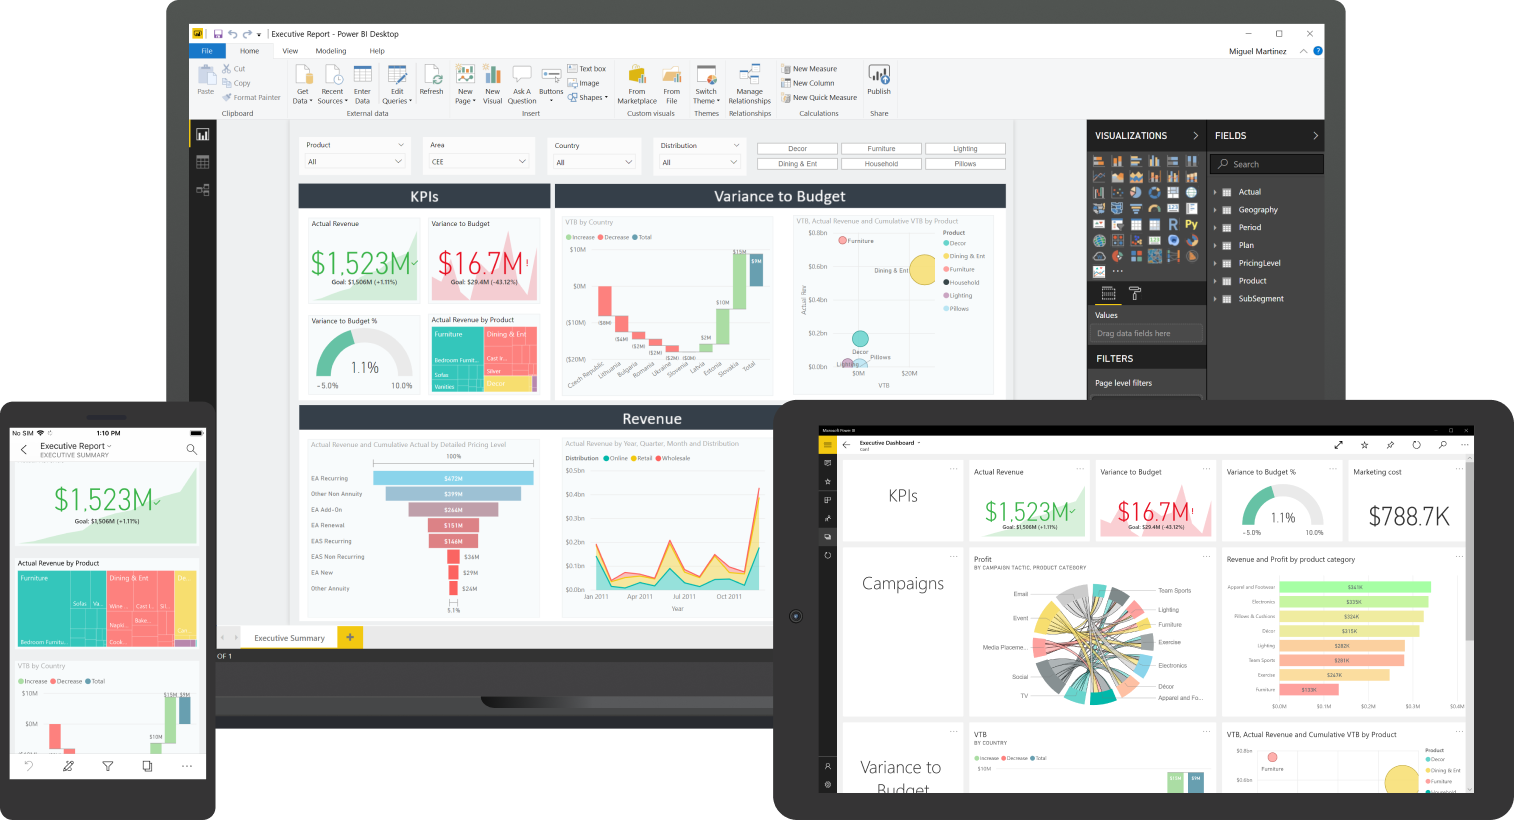 Executive Report - Power BI Desktop
Miguel Martinez
File Home View Modeling Help
Paste
Cut
Copy
Format Painter
Clipboard
Get Data
Recent Sources
Enter Data
Edit Queries
External data
Refresh
New Page
New Visual
Ask A Question
Buttons
Text box
Image
Shapes
Insert
From Marketplace
From File
Custom visuals
Switch Theme
Themes
Manage Relationships
Relationships
New Measure
New Column
New Quick Measure
Calculations
Publish
Share
Product
All
Area
CEE
Country
All
Distribution
All
Decor Furniture Lighting
Dining & Ent Household Pillows
KPIs
Actual Revenue
$1,523M
Goal: $1,506M (+1.11%)
Variance to Budget
$16.7M!
Goal: $29.4M (-43.12%)
Variance to Budget %
1.1%
-5.0% 10.0%
Actual Revenue by Product
Furniture
Dining & Ent
Bedroom Furnit...
Cast Ir...
Sofas
Silver
Vanities
Decor
Variance to Budget
VTB by Country
Increase Decrease Total
$10M
$0M
($10M)
($20M)
($8M)
($4M)
($2M)
($2M)
($2M)
($0M)
$2M
$10M
$15M
$9M
Czech Republic
Lithuania
Bulgaria
Romania
Ukraine
Slovenia
Latvia
Estonia
Slovakia
Total
VTB, Actual Revenue and Cumulative VTB by Product
$0.8bn
$0.6bn
$0.4bn
$0.2bn
$0.0bn
Actual Rev
$0M $20M
VTB
Furniture
Dining & Ent
Decor
Pillows
Lighting
Product
Decor
Dining & Ent
Furniture
Household
Lighting
Pillows
Revenue
Actual Revenue and Cumulative Actual by Detailed Pricing Level
100%
EA Recurring $472M
Other Non Annuity $399M
EA Add-On $264M
EA Renewal $151M
EAS Recurring $146M
EAS Non Recurring $36M
EA New $29M
Other Annuity $24M
5.1%
Actual Revenue by Year, Quarter, Month and Distribution
Distribution Online Retail Wholesale
$0.5bn
$0.4bn
$0.3bn
$0.2bn
$0.1bn
$0.0bn
Jan 2011 Apr 2011 Jul 2011 Oct 2011
Year
Executive Summary +
OF 1
VISUALIZATIONS
R Py
Values
Drag data fields here
FILTERS
Page level filters
FIELDS
Search
Actual
Geography
Period
Plan
PricingLevel
Product
SubSegment
No SIM 1:10 PM
Executive Report
EXECUTIVE SUMMARY
$1,523M
Goal: $1,506M (+1.11%)
Actual Revenue by Product
Furniture
Dining & Ent
De...
Sofas Va...
Wine ... Cast I... Sil...
Bake...
Napki...
Bedroom Furnitu...
VTB by Country
Increase Decrease Total
$10M
$0M
$15M $9M
$10M
Microsoft Power BI
Executive Dashboard
KPIs
Actual Revenue
$1,523M
Goal: $1,506M (+1.11%)
Variance to Budget
$16.7M!
Goal: $29.4M (-43.12%)
Variance to Budget %
1.1%
-5.0% 10.0%
Marketing cost
$788.7K
Campaigns
Profit
BY CAMPAIGN TACTIC, PRODUCT CATEGORY
Email
Event
Media Placeme...
Social
TV
Team Sports
Lighting
Furniture
Exercise
Electronics
Décor
Apparel and Fo...
Revenue and Profit by product category
Apparel and Footwear $341K
Electronics $335K
Pillows & Cushions $324K
Décor $315K
Lighting $282K
Team Sports $281K
Exercise $247K
Furniture $133K
$0.0M $0.1M $0.2M $0.3M $0.4M
Variance to
Budget
VTB
BY COUNTRY
Increase Decrease Total
$10M
$15M $9M
VTB, Actual Revenue and Cumulative VTB by Product
$0.8bn
$0.6bn
Furniture
Product
Decor
Dining & Ent
Furniture
Household